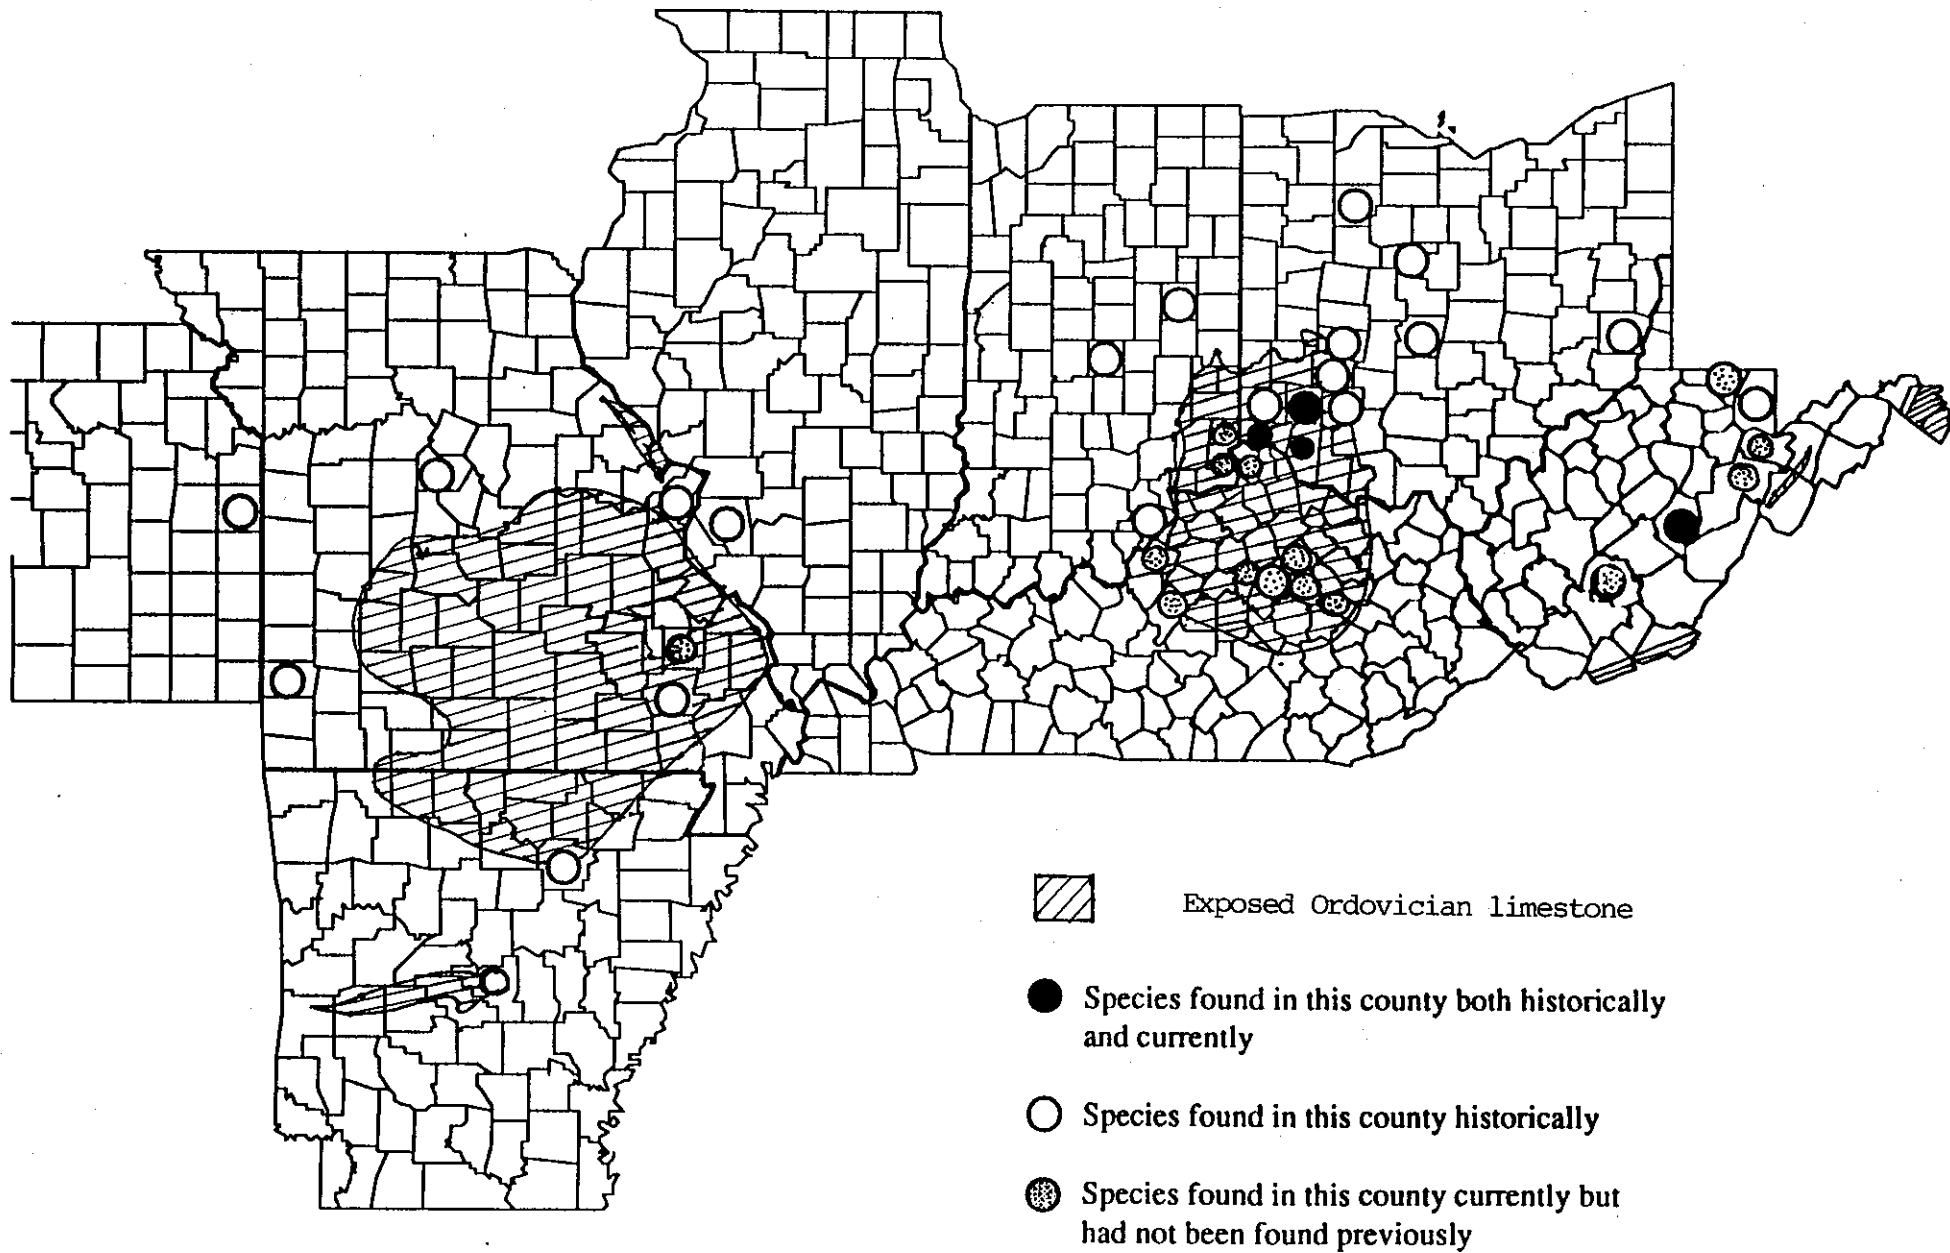 Exposed Ordovician limestone
Species found in this county both historically
and currently
Species found in this county historically
Species found in this county currently but
had not been found previously